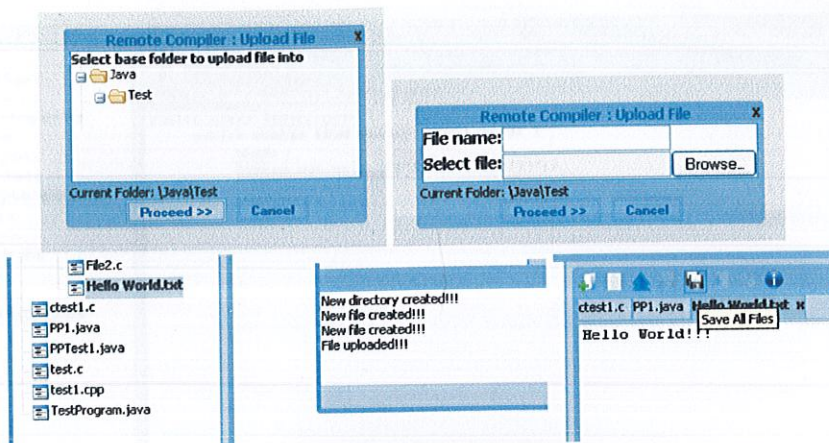 Remote Compiler : Upload File x
Select base folder to upload file into
Java
Test
Current Folder: \Java\Test
Proceed >> Cancel
Remote Compiler : Upload File x
File name:
Select file: Browse...
Current Folder: \Java\Test
Proceed >> Cancel
File2.c
Hello World.txt
ctest1.c
PP1.java
PPTest1.java
test.c
test1.cpp
TestProgram.java
New directory created!!!
New file created!!!
New file created!!!
File uploaded!!!
ctest1.c PP1.java Hello World.txt x
Save All Files
Hello World!!!